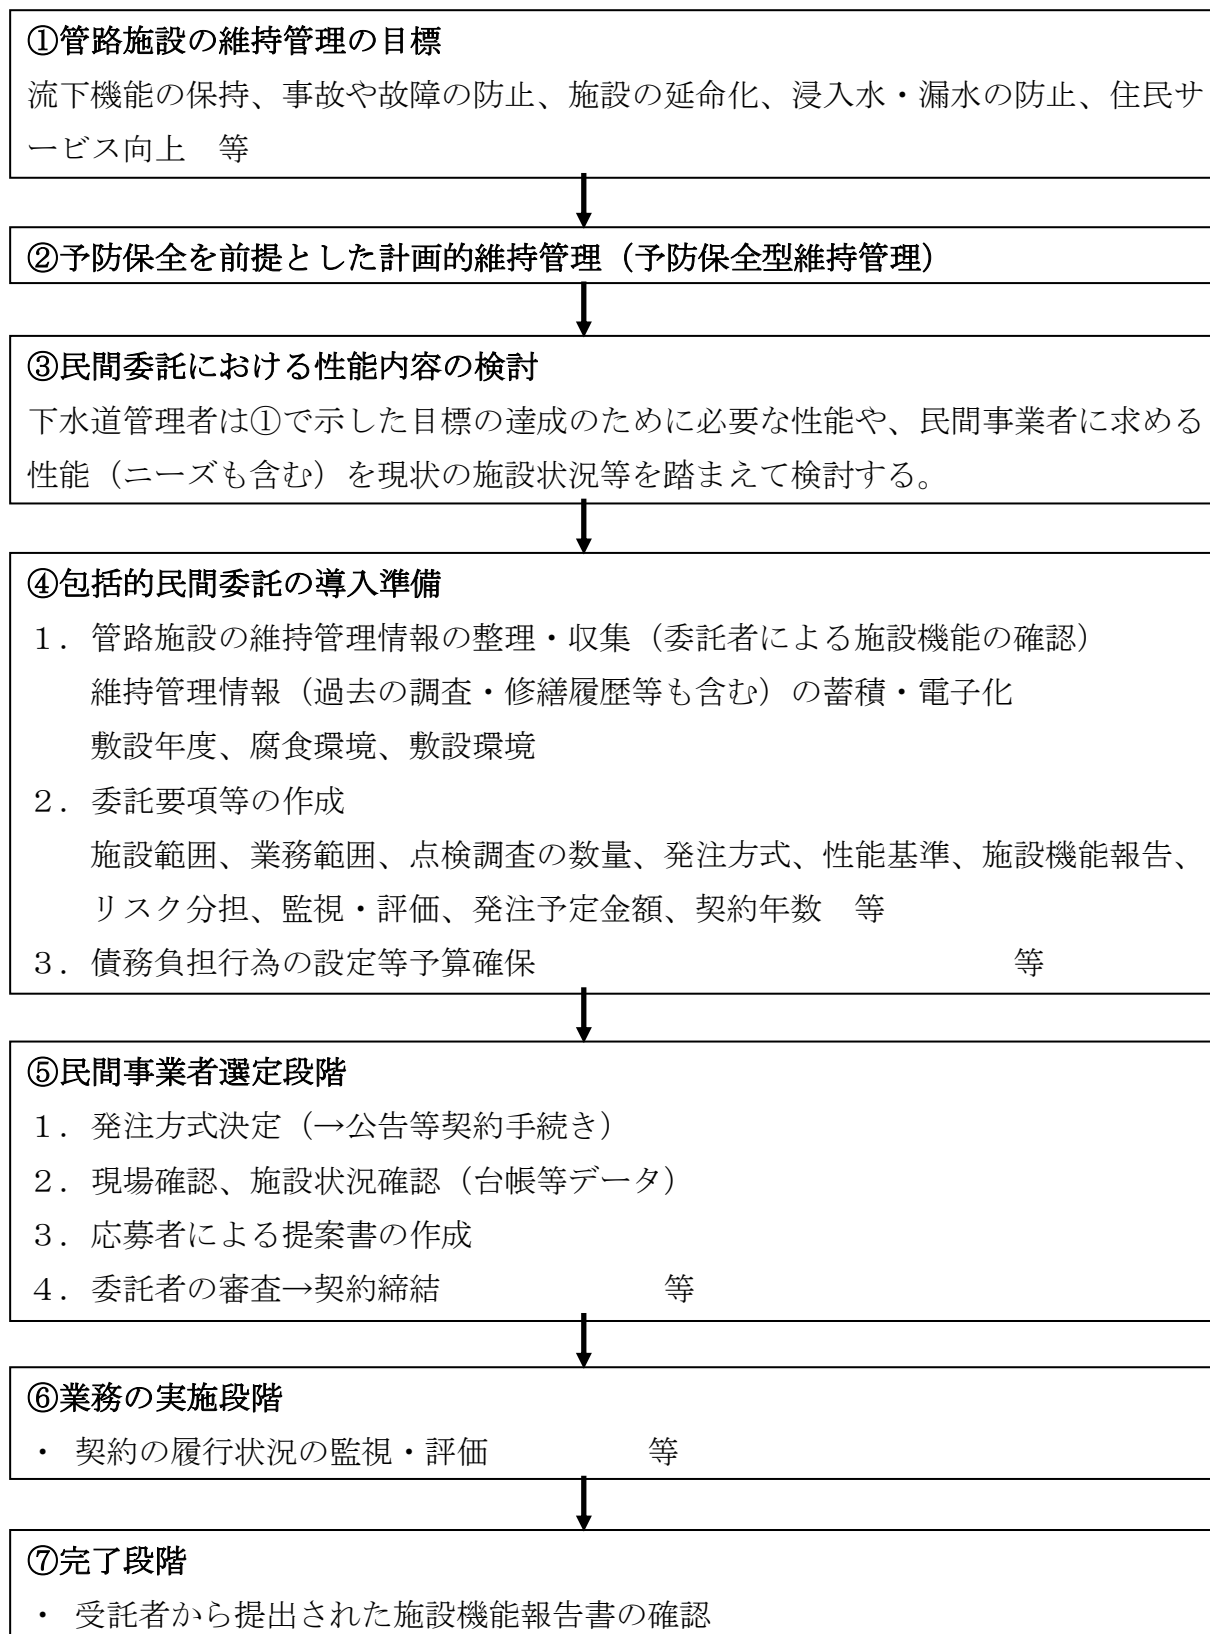 ①管路施設の維持管理の目標
流下機能の保持、事故や故障の防止、施設の延命化、浸入水・漏水の防止、住民サ
ービス向上　等
②予防保全を前提とした計画的維持管理（予防保全型維持管理）
③民間委託における性能内容の検討
下水道管理者は①で示した目標の達成のために必要な性能や、民間事業者に求める
性能（ニーズも含む）を現状の施設状況等を踏まえて検討する。
④包括的民間委託の導入準備
１．管路施設の維持管理情報の整理・収集（委託者による施設機能の確認）
維持管理情報（過去の調査・修繕履歴等も含む）の蓄積・電子化
敷設年度、腐食環境、敷設環境
２．委託要項等の作成
施設範囲、業務範囲、点検調査の数量、発注方式、性能基準、施設機能報告、
リスク分担、監視・評価、発注予定金額、契約年数　等
３．債務負担行為の設定等予算確保　　　等
⑤民間事業者選定段階
１．発注方式決定（→公告等契約手続き）
２．現場確認、施設状況確認（台帳等データ）
３．応募者による提案書の作成
４．委託者の審査→契約締結　　　等
⑥業務の実施段階
・ 契約の履行状況の監視・評価　　　等
⑦完了段階
・ 受託者から提出された施設機能報告書の確認